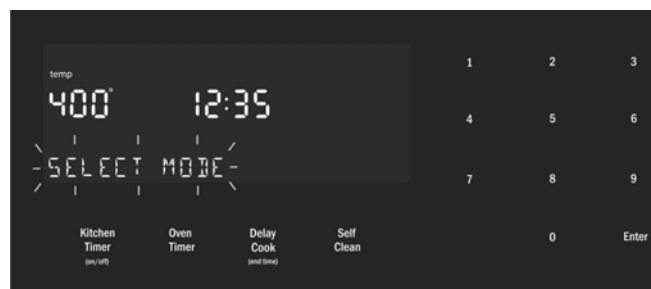 temp
400° 12:35
SELECT MODE
Kitchen Timer (on/off)
Oven Timer
Delay Cook (end time)
Self Clean
1 2 3
4 5 6
7 8 9
0 Enter